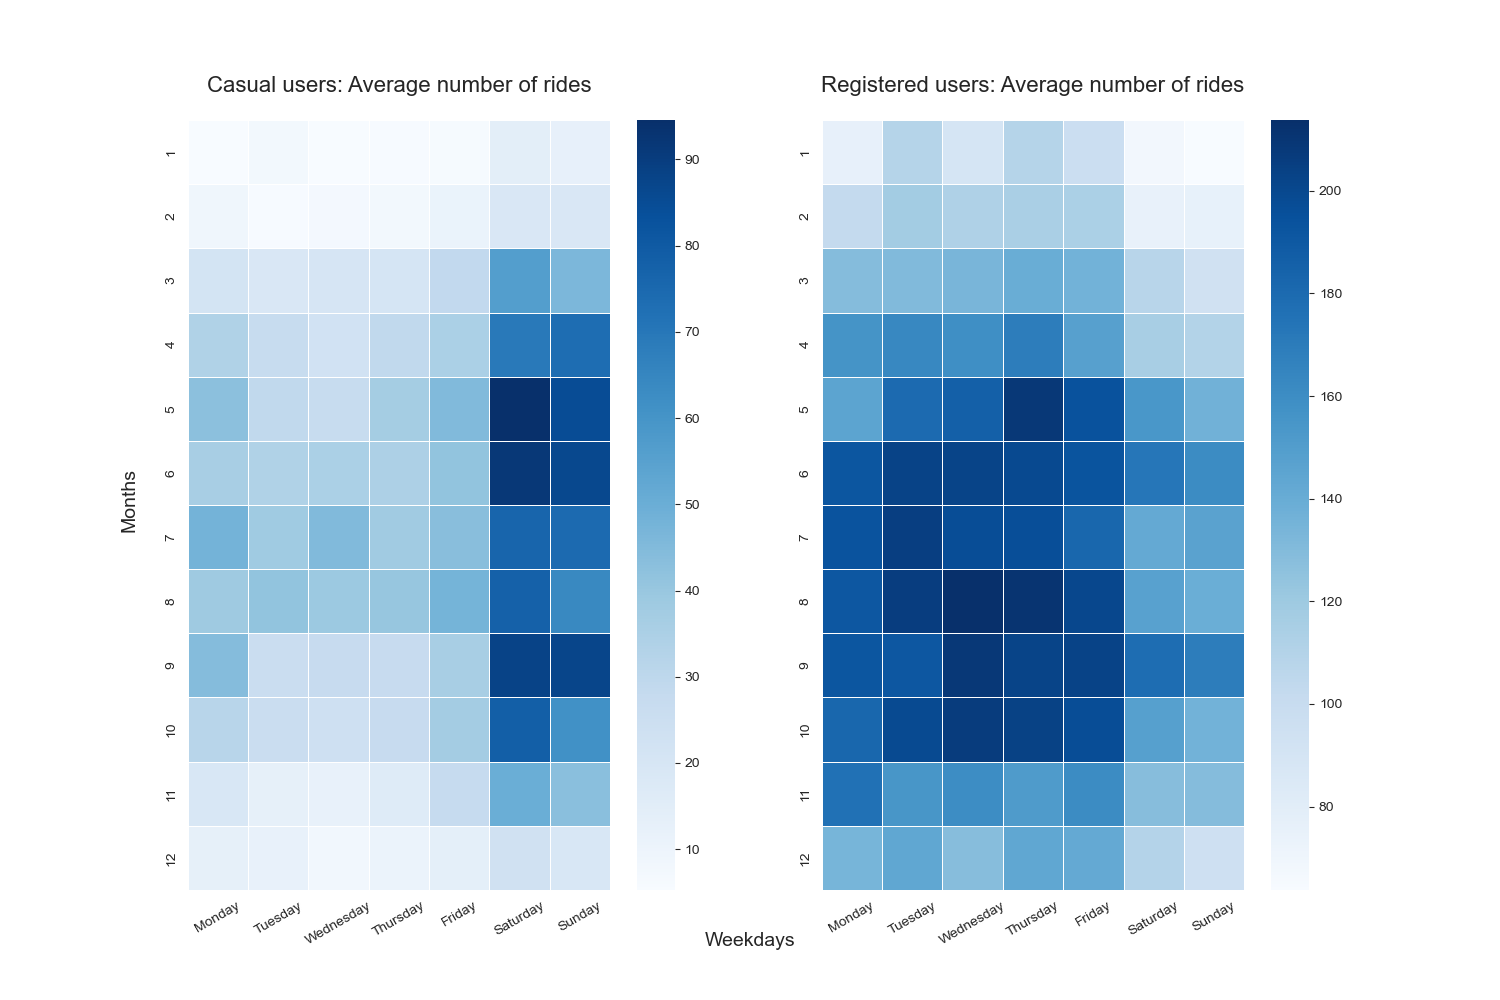 Casual users: Average number of rides
Registered users: Average number of rides
Months
1
2
3
4
5
6
7
8
9
10
11
12
Monday
Tuesday
Wednesday
Thursday
Friday
Saturday
Sunday
90
80
70
60
50
40
30
20
10
1
2
3
4
5
6
7
8
9
10
11
12
Monday
Tuesday
Wednesday
Thursday
Friday
Saturday
Sunday
200
180
160
140
120
100
80
Weekdays